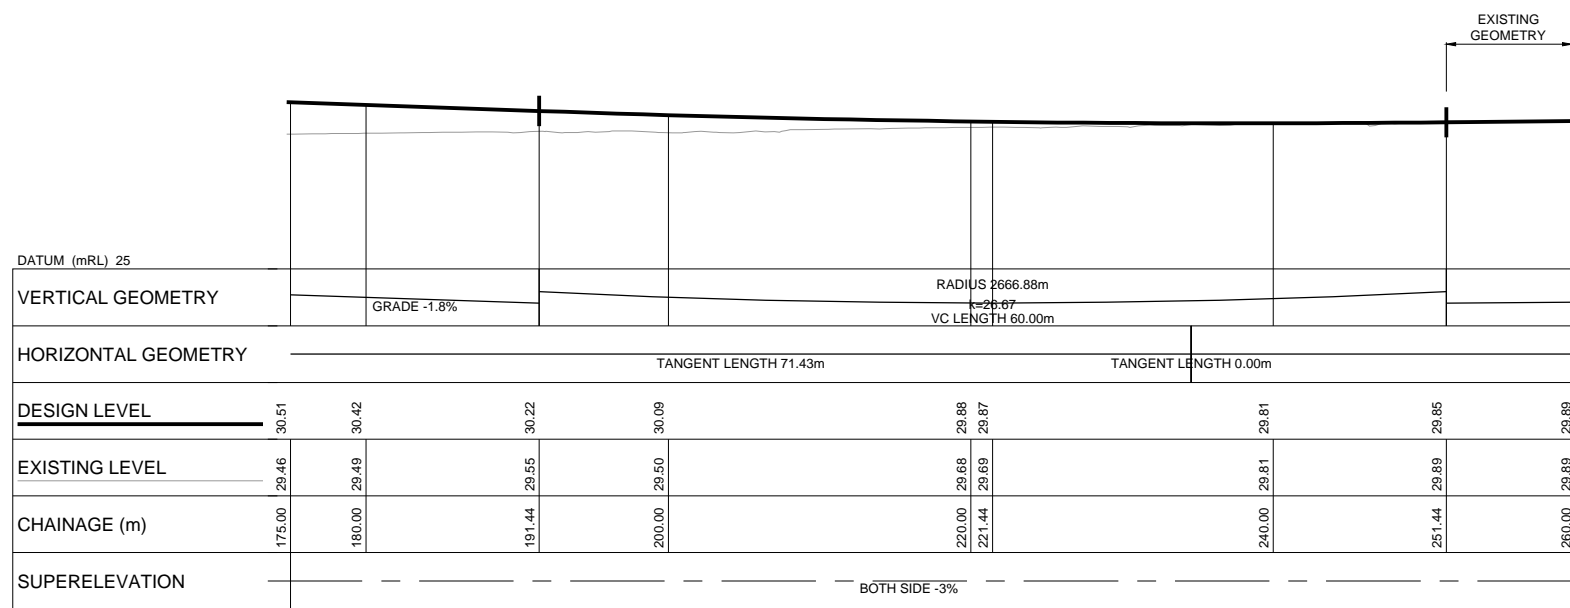 EXISTING
GEOMETRY
DATUM (mRL) 25
VERTICAL GEOMETRY
GRADE -1.8%
RADIUS 2666.88m
k=26.67
VC LENGTH 60.00m
HORIZONTAL GEOMETRY
TANGENT LENGTH 71.43m
TANGENT LENGTH 0.00m
DESIGN LEVEL
30.51
30.42
30.22
30.09
29.88
29.87
29.81
29.85
29.89
EXISTING LEVEL
29.46
29.49
29.55
29.50
29.68
29.69
29.81
29.89
29.89
CHAINAGE (m)
175.00
180.00
191.44
200.00
220.00
221.44
240.00
251.44
260.00
SUPERELEVATION
BOTH SIDE -3%